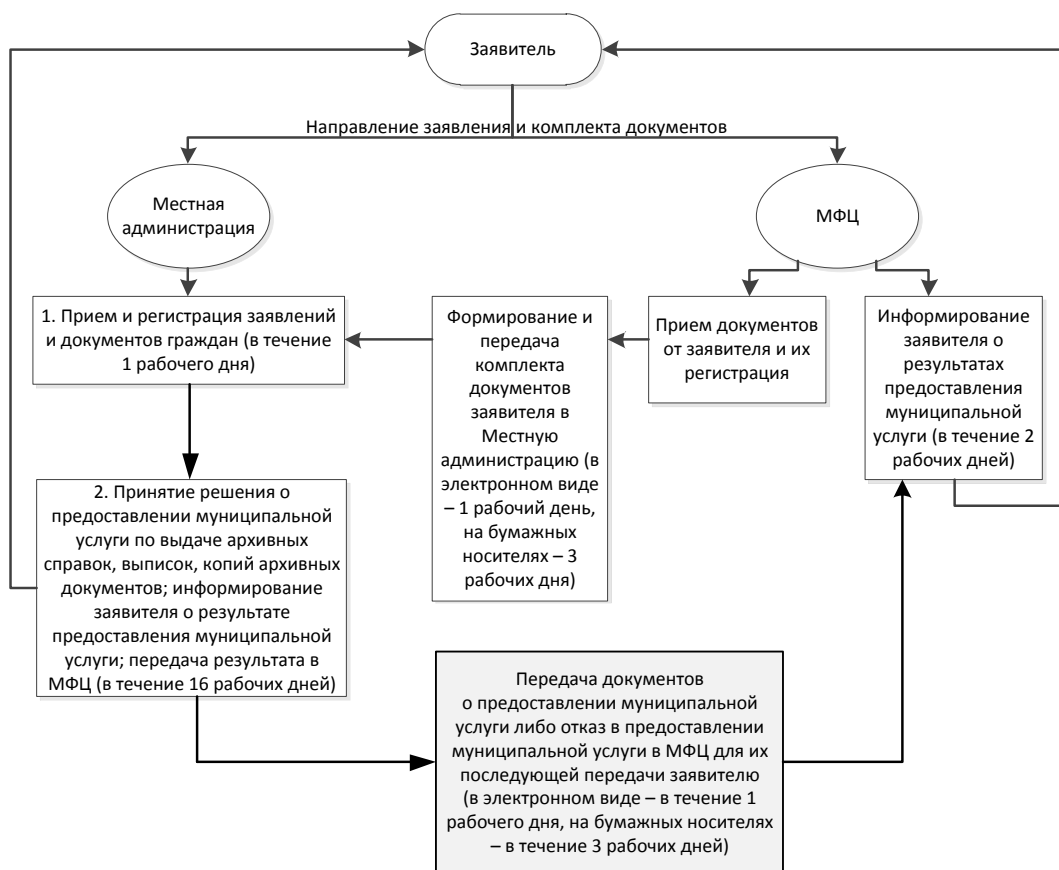 Заявитель
Направление заявления и комплекта документов
Местная
администрация
МФЦ
1. Прием и регистрация заявлений
и документов граждан (в течение
1 рабочего дня)
Формирование и
передача
комплекта
документов
заявителя в
Местную
администрацию (в
электронном виде
– 1 рабочий день,
на бумажных
носителях – 3
рабочих дня)
Прием документов
от заявителя и их
регистрация
Информирование
заявителя о
результатах
предоставления
муниципальной
услуги (в течение 2
рабочих дней)
2. Принятие решения о
предоставлении муниципальной
услуги по выдаче архивных
справок, выписок, копий архивных
документов; информирование
заявителя о результате
предоставления муниципальной
услуги; передача результата в
МФЦ (в течение 16 рабочих дней)
Передача документов
о предоставлении муниципальной
услуги либо отказ в предоставлении
муниципальной услуги в МФЦ для их
последующей передачи заявителю
(в электронном виде – в течение 1
рабочего дня, на бумажных носителях
– в течение 3 рабочих дней)